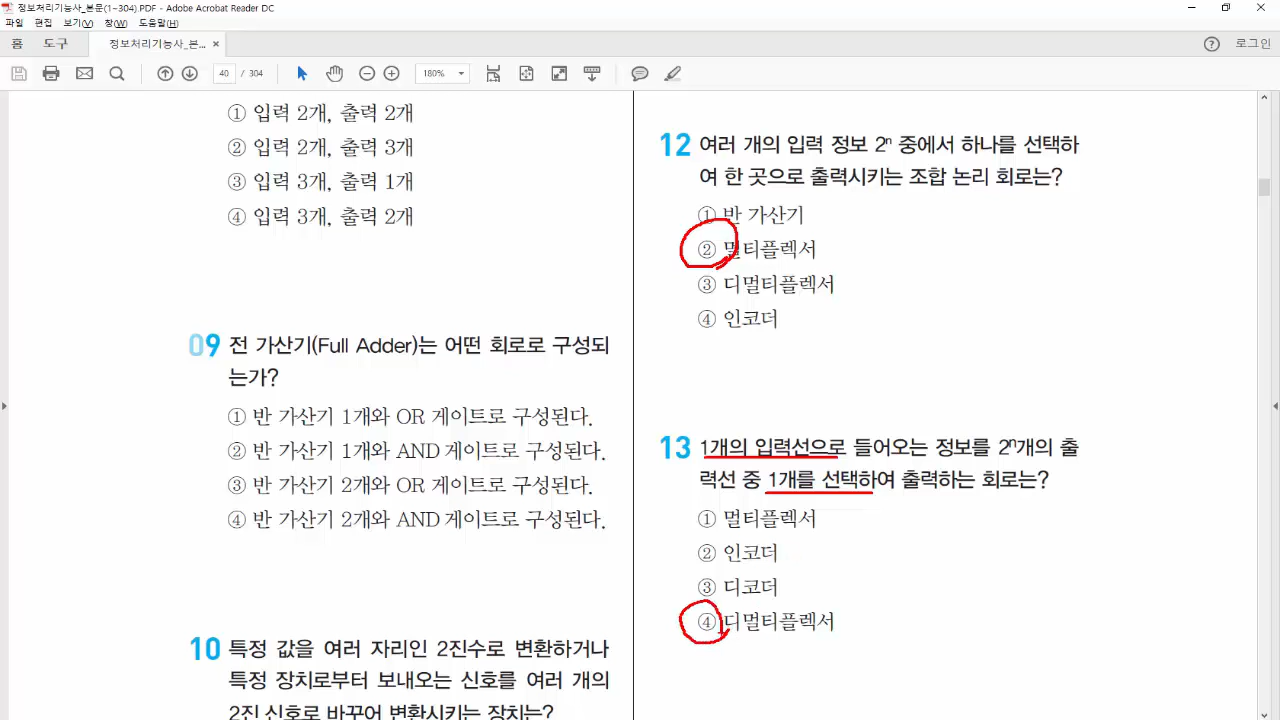 정보처리기능사_본문(1~304).PDF - Adobe Acrobat Reader DC
파일 편집 보기(V) 창(W) 도움말(H)
홈 도구 정보처리기능사_본... × ? 로그인
40 / 304 180%
① 입력 2개, 출력 2개
② 입력 2개, 출력 3개
③ 입력 3개, 출력 1개
④ 입력 3개, 출력 2개
09 전 가산기(Full Adder)는 어떤 회로로 구성되
는가?
① 반 가산기 1개와 OR 게이트로 구성된다.
② 반 가산기 1개와 AND 게이트로 구성된다.
③ 반 가산기 2개와 OR 게이트로 구성된다.
④ 반 가산기 2개와 AND 게이트로 구성된다.
10 특정 값을 여러 자리인 2진수로 변환하거나
특정 장치로부터 보내오는 신호를 여러 개의
2진 신호로 바꾸어 변환시키는 장치는?
12 여러 개의 입력 정보 2ⁿ 중에서 하나를 선택하
여 한 곳으로 출력시키는 조합 논리 회로는?
① 반 가산기
② 멀티플렉서
③ 디멀티플렉서
④ 인코더
13 1개의 입력선으로 들어오는 정보를 2ⁿ개의 출
력선 중 1개를 선택하여 출력하는 회로는?
① 멀티플렉서
② 인코더
③ 디코더
④ 디멀티플렉서